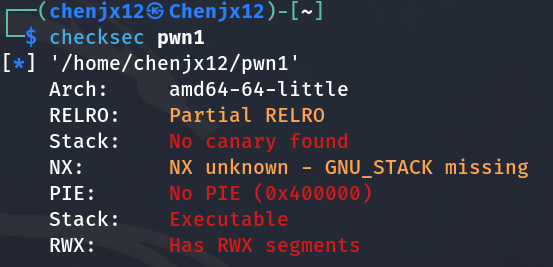 ┌──(chenjx12㉿Chenjx12)-[~]
└─$ checksec pwn1
[*] '/home/chenjx12/pwn1'
Arch: amd64-64-little
RELRO: Partial RELRO
Stack: No canary found
NX: NX unknown - GNU_STACK missing
PIE: No PIE (0x400000)
Stack: Executable
RWX: Has RWX segments